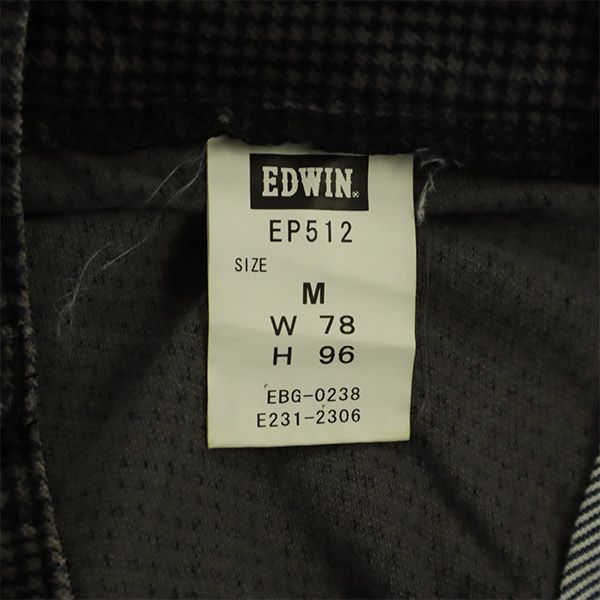 EDWIN®
EP512
SIZE
M
W 78
H 96
EBG-0238
E231-2306